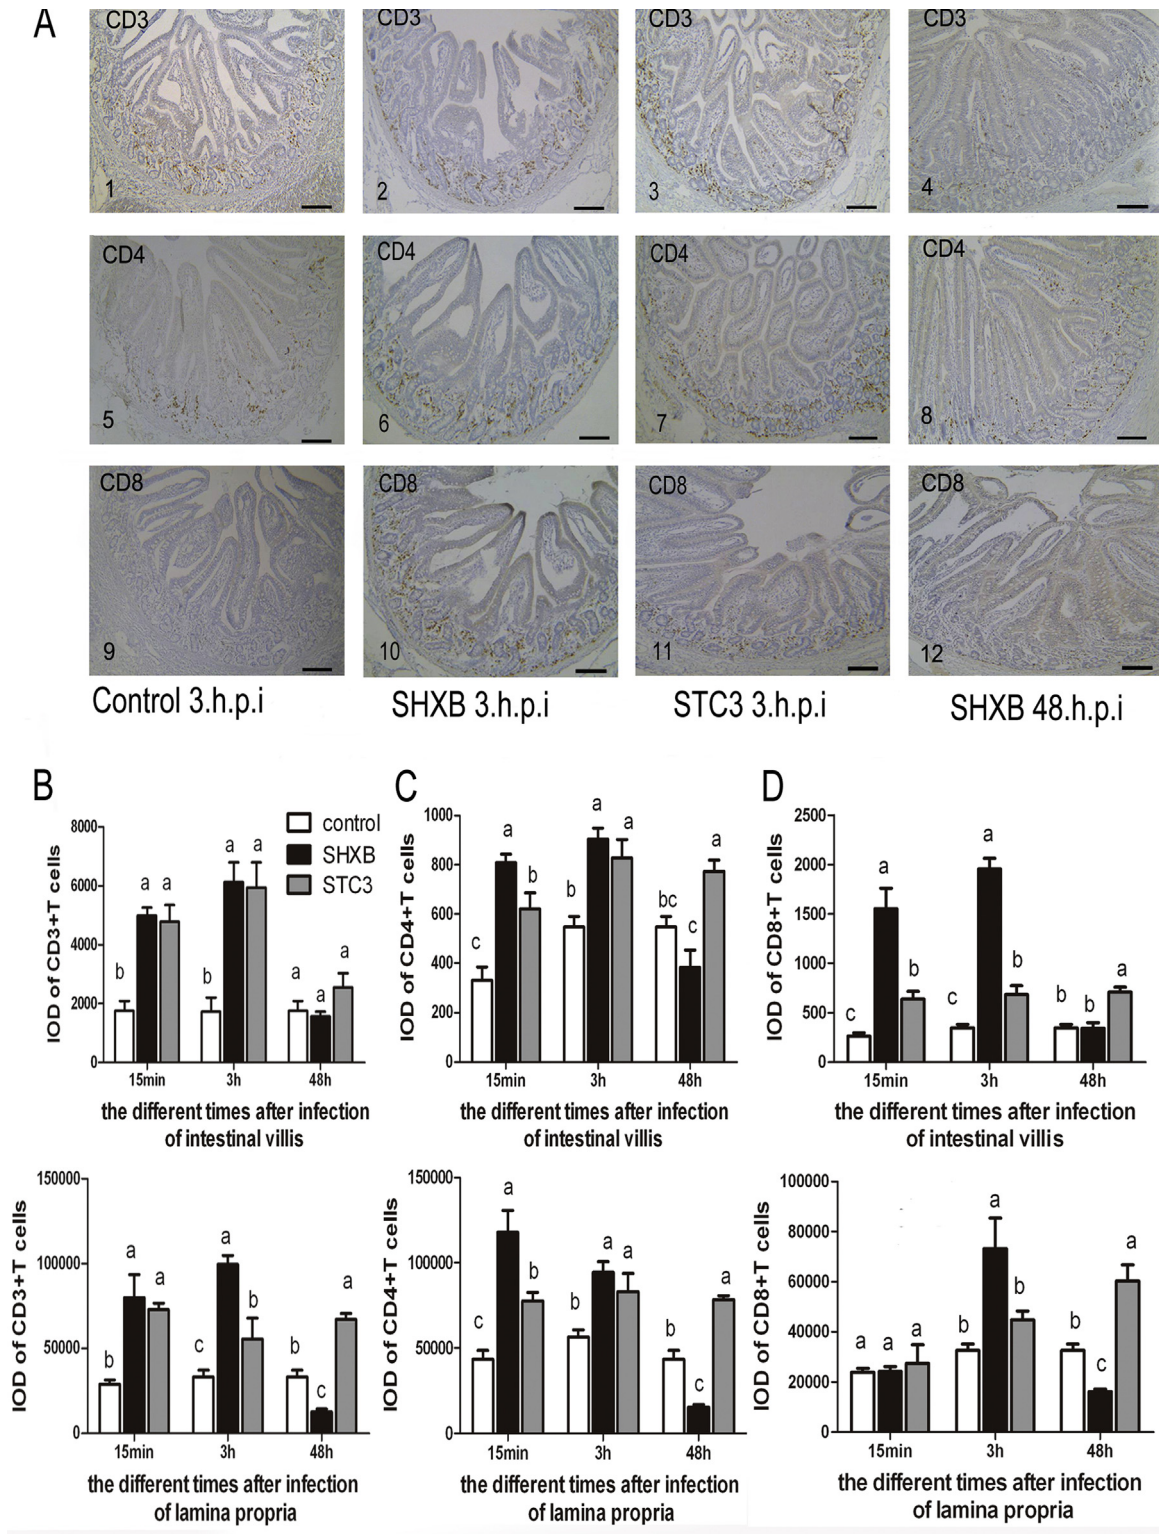 A
CD3 CD3 CD3 CD3
1 2 3 4
CD4 CD4 CD4 CD4
5 6 7 8
CD8 CD8 CD8 CD8
9 10 11 12
Control 3.h.p.i SHXB 3.h.p.i STC3 3.h.p.i SHXB 48.h.p.i
B
control
SHXB
STC3
IOD of CD3+T cells
8000
6000
4000
2000
0
b a a b a a a a a
15min 3h 48h
the different times after infection
of intestinal villis
C
IOD of CD4+T cells
1000
800
600
400
200
0
c a b b a a bc c a
15min 3h 48h
the different times after infection
of intestinal villis
D
IOD of CD8+T cells
2500
2000
1500
1000
500
0
c a b c a b b b a
15min 3h 48h
the different times after infection
of intestinal villis
IOD of CD3+T cells
150000
100000
50000
0
b a a c a b b c a
15min 3h 48h
the different times after infection
of lamina propria
IOD of CD4+T cells
150000
100000
50000
0
c a b b a a b c a
15min 3h 48h
the different times after infection
of lamina propria
IOD of CD8+T cells
100000
80000
60000
40000
20000
0
a a a b a b b c a
15min 3h 48h
the different times after infection
of lamina propria